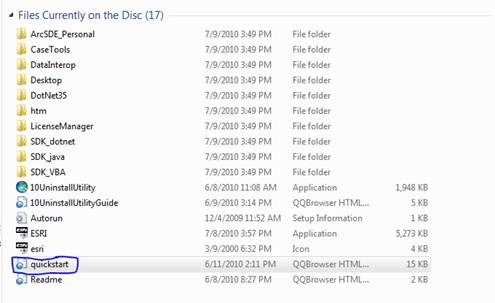 Files Currently on the Disc (17)
ArcSDE_Personal 7/9/2010 3:49 PM File folder
CaseTools 7/9/2010 3:49 PM File folder
DataInterop 7/9/2010 3:49 PM File folder
Desktop 7/9/2010 3:49 PM File folder
DotNet35 7/9/2010 3:49 PM File folder
htm 7/9/2010 3:49 PM File folder
LicenseManager 7/9/2010 3:49 PM File folder
SDK_dotnet 7/9/2010 3:49 PM File folder
SDK_java 7/9/2010 3:49 PM File folder
SDK_VBA 7/9/2010 3:49 PM File folder
10UninstallUtility 6/8/2010 11:08 AM Application 1,948 KB
10UninstallUtilityGuide 6/9/2010 3:14 PM QQBrowser HTML... 5 KB
Autorun 12/4/2009 11:52 AM Setup Information 1 KB
ESRI 7/8/2010 3:57 PM Application 5,273 KB
esri 3/9/2000 6:32 PM Icon 4 KB
quickstart 6/11/2010 2:11 PM QQBrowser HTML... 15 KB
Readme 6/8/2010 8:27 PM QQBrowser HTML... 2 KB